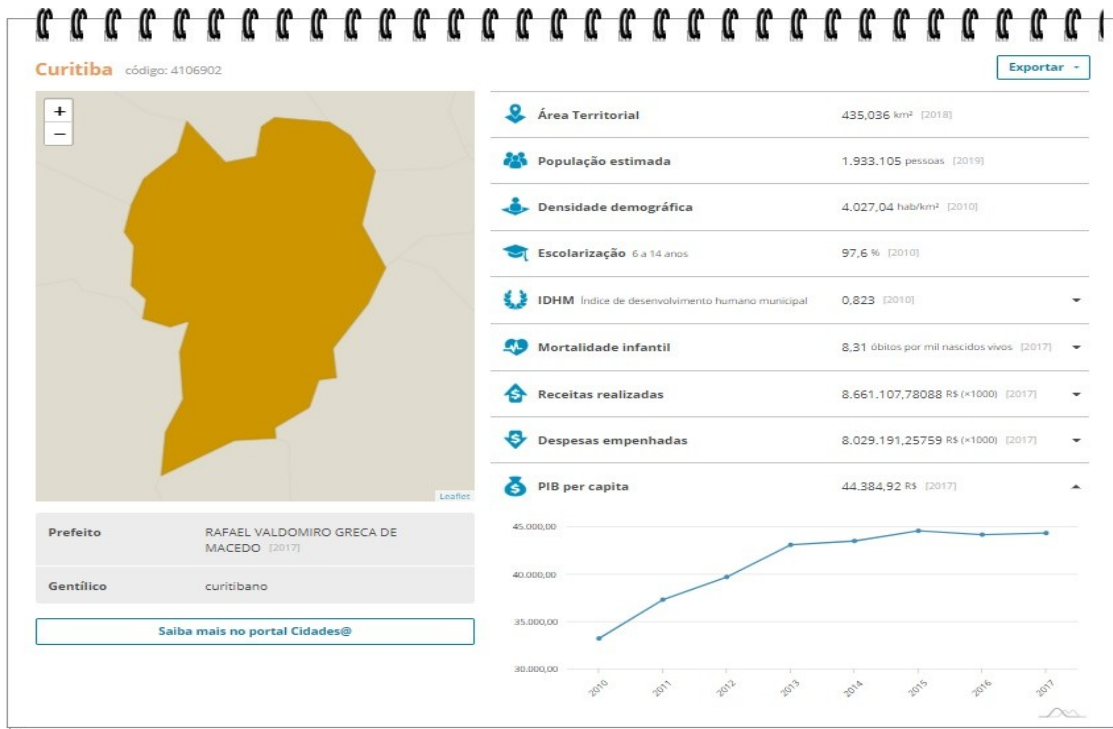 Curitiba código: 4106902
Exportar -
+
−
Leaflet
Prefeito RAFAEL VALDOMIRO GRECA DE
MACEDO [2017]
Gentílico curitibano
Saiba mais no portal Cidades@
Área Territorial 435,036 km² [2018]
População estimada 1.933.105 pessoas [2019]
Densidade demográfica 4.027,04 hab/km² [2010]
Escolarização 6 a 14 anos 97,6 % [2010]
IDHM Índice de desenvolvimento humano municipal 0,823 [2010]
Mortalidade infantil 8,31 óbitos por mil nascidos vivos [2017]
Receitas realizadas 8.661.107,78088 R$ (×1000) [2017]
Despesas empenhadas 8.029.191,25759 R$ (×1000) [2017]
PIB per capita 44.384,92 R$ [2017]
45.000,00
40.000,00
35.000,00
30.000,00
2010 2011 2012 2013 2014 2015 2016 2017